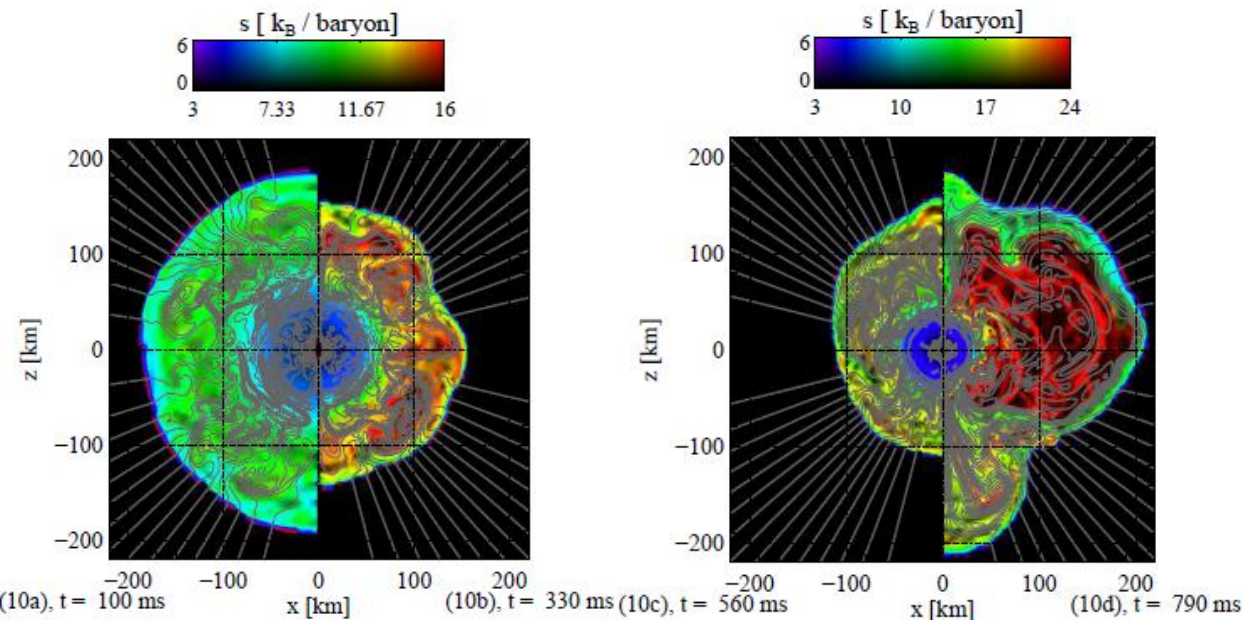 s [ k_B / baryon]
6
0
3 7.33 11.67 16
200
100
0
−100
−200
z [km]
−200 −100 0 100 200
x [km]
(10a), t = 100 ms
(10b), t = 330 ms
s [ k_B / baryon]
6
0
3 10 17 24
200
100
0
−100
−200
z [km]
−200 −100 0 100 200
x [km]
(10c), t = 560 ms
(10d), t = 790 ms